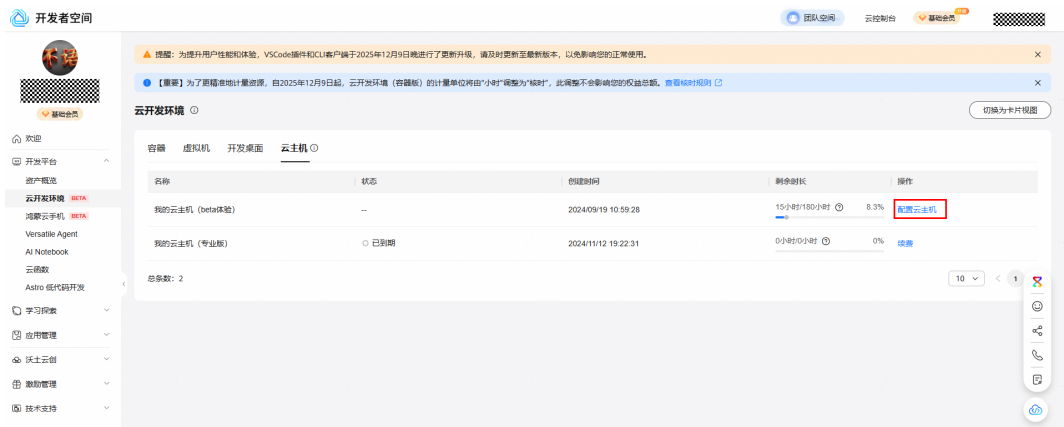 开发者空间
团队空间
云控制台
基础会员
不语
基础会员
提醒：为提升用户性能和体验，VSCode插件和CLI客户端于2025年12月9日晚进行了更新升级，请及时更新至最新版本，以免影响您的正常使用。
【重要】为了更精准地计量资源，自2025年12月9日起，云开发环境（容器版）的计量单位将由"小时"调整为"核时"，此调整不会影响您的权益总额。查看核时规则
云开发环境
切换为卡片视图
欢迎
开发平台
资产概览
云开发环境 BETA
鸿蒙云手机 BETA
Versatile Agent
AI Notebook
云函数
Astro 低代码开发
学习探索
应用管理
沃土云创
激励管理
技术支持
容器 虚拟机 开发桌面 云主机
名称 状态 创建时间 剩余时长 操作
我的云主机（beta体验） -- 2024/09/19 10:59:28 15小时/180小时 8.3% 配置云主机
我的云主机（专业版） 已到期 2024/11/12 19:22:31 0小时/0小时 0% 续费
总条数：2
10
1